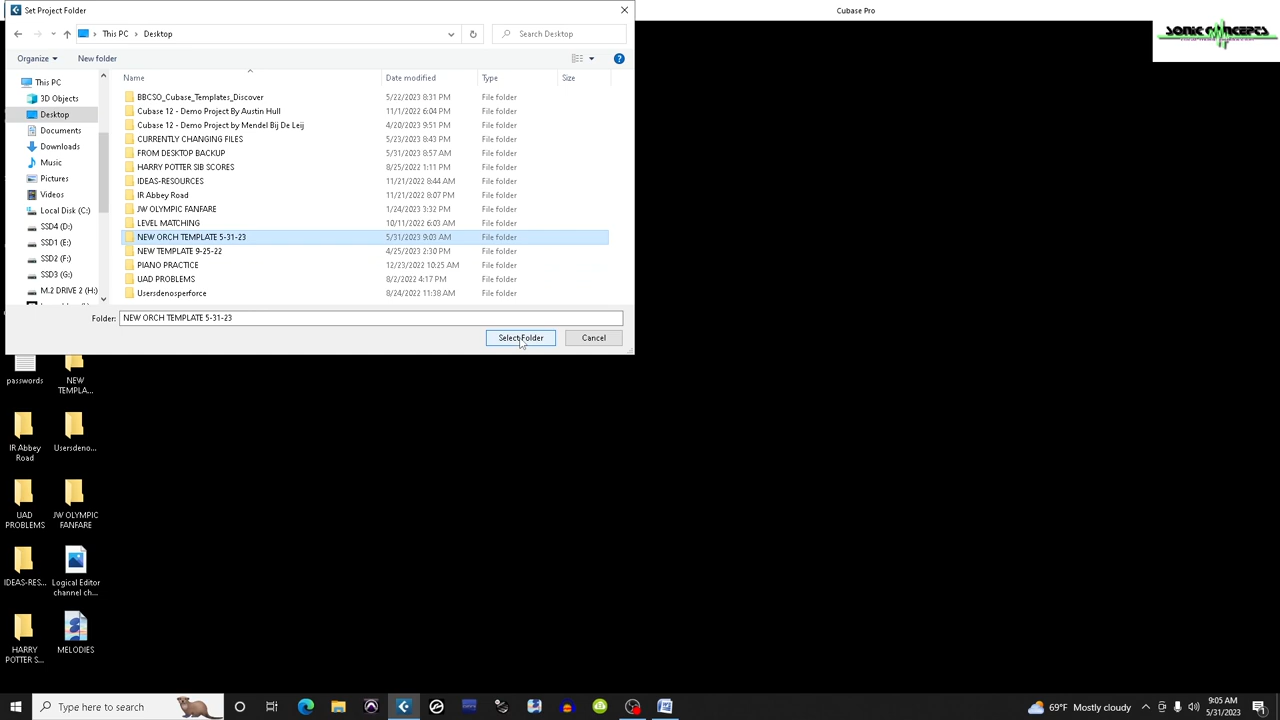 Set Project Folder
Cubase Pro
This PC
Desktop
Search Desktop
Organize
New folder
Name
Date modified
Type
Size
This PC
3D Objects
Desktop
Documents
Downloads
Music
Pictures
Videos
Local Disk (C:)
SSD4 (D:)
SSD1 (E:)
SSD2 (F:)
SSD3 (G:)
M.2 DRIVE 2 (H:)
BBCSO_Cubase_Templates_Discover 5/22/2023 8:31 PM File folder
Cubase 12 - Demo Project By Austin Hull 11/1/2022 6:04 PM File folder
Cubase 12 - Demo Project by Mendel Bij De Leij 4/20/2023 9:51 PM File folder
CURRENTLY CHANGING FILES 5/23/2023 8:43 PM File folder
FROM DESKTOP BACKUP 5/31/2023 8:57 AM File folder
HARRY POTTER SIB SCORES 8/25/2022 1:11 PM File folder
IDEAS-RESOURCES 11/21/2022 8:44 AM File folder
IR Abbey Road 11/21/2022 8:07 PM File folder
JW OLYMPIC FANFARE 1/24/2023 3:32 PM File folder
LEVEL MATCHING 10/11/2022 6:03 AM File folder
NEW ORCH TEMPLATE 5-31-23 5/31/2023 9:03 AM File folder
NEW TEMPLATE 9-25-22 4/25/2023 2:30 PM File folder
PIANO PRACTICE 12/23/2022 10:25 AM File folder
UAD PROBLEMS 8/2/2022 4:17 PM File folder
Usersdenosperforce 8/24/2022 11:38 AM File folder
Folder: NEW ORCH TEMPLATE 5-31-23
Select Folder
Cancel
SONIC CONCEPTS
passwords
NEW
TEMPLA...
IR Abbey
Road
Usersdeno...
UAD
PROBLEMS
JW OLYMPIC
FANFARE
IDEAS-RES...
Logical Editor
channel ch...
HARRY
POTTER S...
MELODIES
Type here to search
69°F Mostly cloudy
9:05 AM
5/31/2023